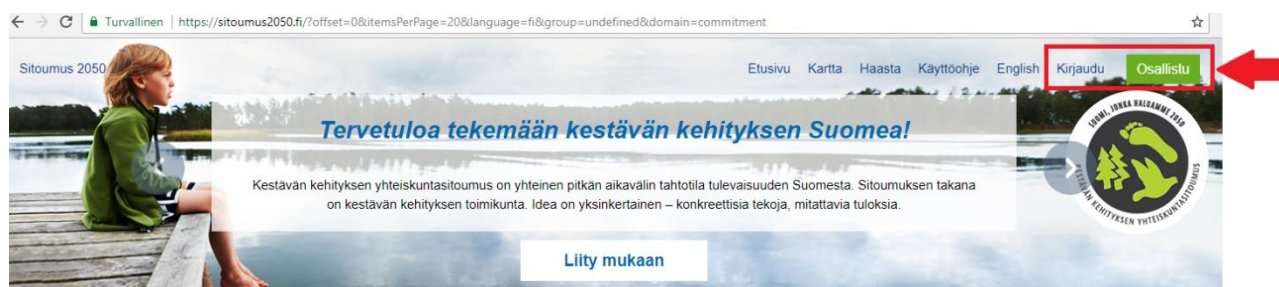 Turvallinen | https://sitoumus2050.fi/?offset=0&itemsPerPage=20&language=fi&group=undefined&domain=commitment
Sitoumus 2050
Etusivu Kartta Haasta Käyttöohje English Kirjaudu Osallistu
Tervetuloa tekemään kestävän kehityksen Suomea!
Kestävän kehityksen yhteiskuntasitoumus on yhteinen pitkän aikavälin tahtotila tulevaisuuden Suomesta. Sitoumuksen takana
on kestävän kehityksen toimikunta. Idea on yksinkertainen – konkreettisia tekoja, mitattavia tuloksia.
SUOMI, JONKA HALUAMME 2050
KESTÄVÄN KEHITYKSEN YHTEISKUNTASITOUMUS
Liity mukaan